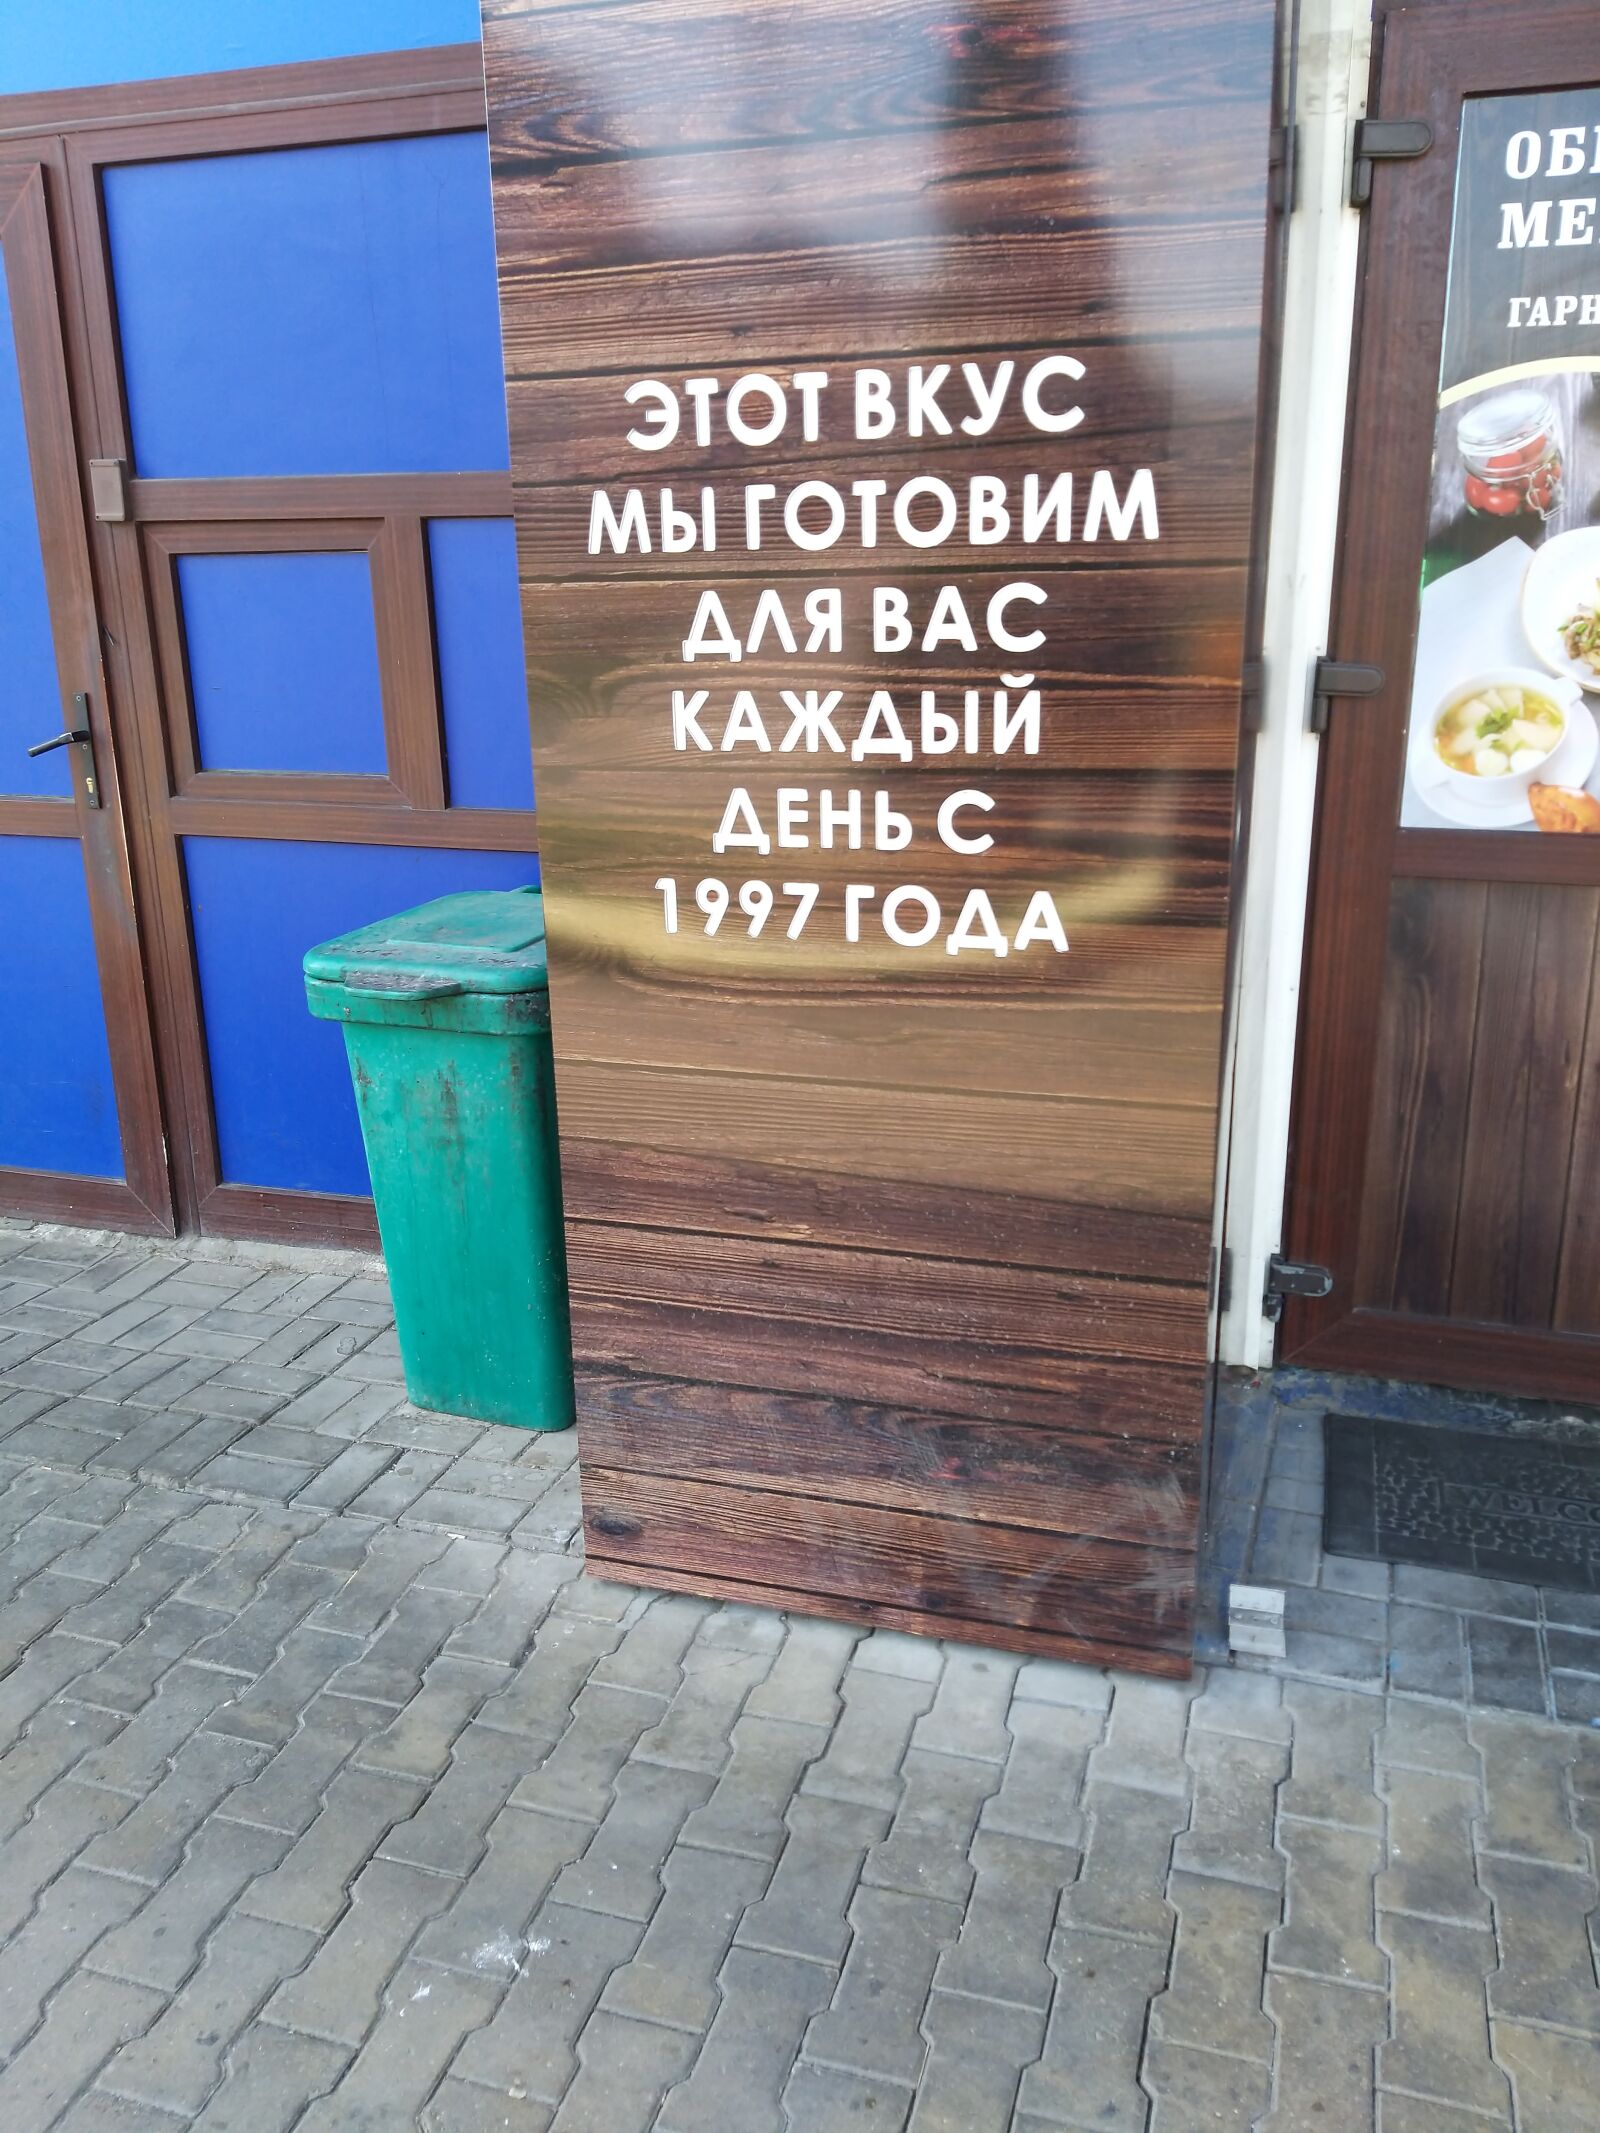 ЭТОТ ВКУС
МЫ ГОТОВИМ
ДЛЯ ВАС
КАЖДЫЙ
ДЕНЬ С
1997 ГОДА